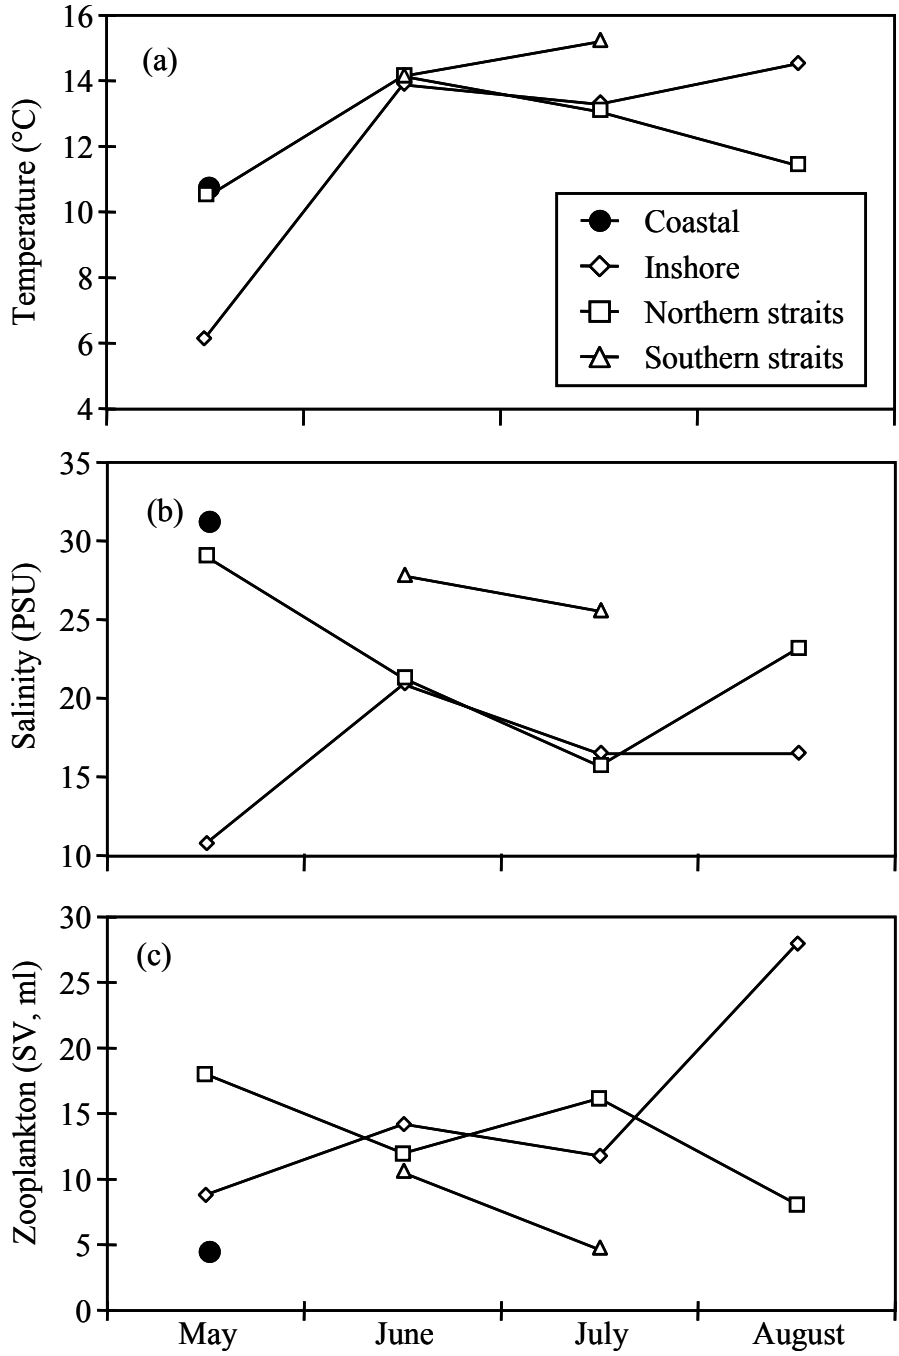 16
14
12
10
8
6
4
Temperature (°C)
(a)
Coastal
Inshore
Northern straits
Southern straits
35
30
25
20
15
10
Salinity (PSU)
(b)
30
25
20
15
10
5
0
Zooplankton (SV, ml)
(c)
May June July August